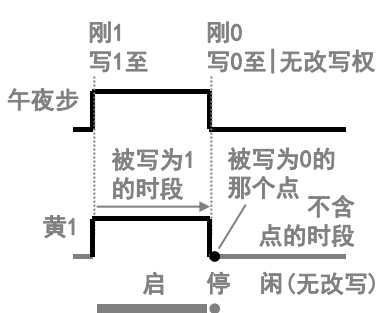 刚1 刚0
写1至 写0至|无改写权
午夜步
被写为1 被写为0的
的时段 那个点
不含
黄1 点的时段
启 停 闲(无改写)